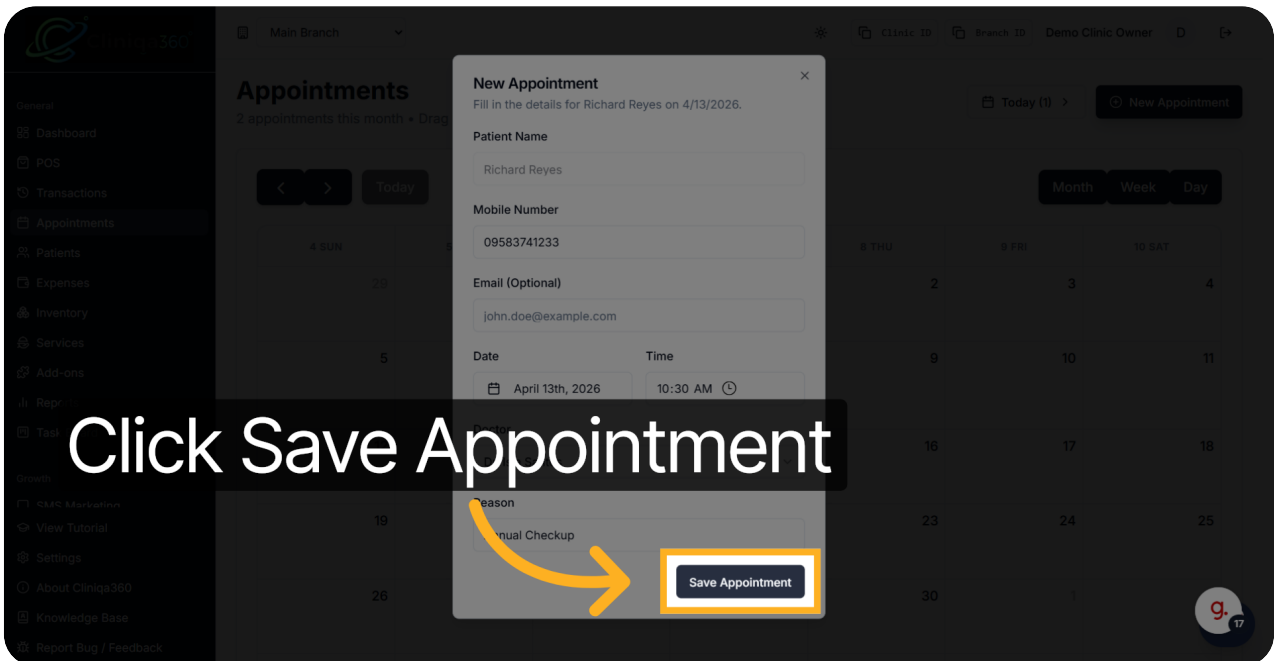 Cliniqa360
Main Branch
Clinic ID
Branch ID
Demo Clinic Owner
D
General
Dashboard
POS
Transactions
Appointments
Patients
Expenses
Inventory
Services
Add-ons
Growth
SMS Marketing
View Tutorial
Settings
About Cliniqa360
Knowledge Base
Report Bug / Feedback
Appointments
2 appointments this month • Drag
Today (1)
New Appointment
Today
Month
Week
Day
4 SUN
8 THU
9 FRI
10 SAT
29
2
3
4
5
9
10
11
16
17
18
19
23
24
25
26
30
1
New Appointment
Fill in the details for Richard Reyes on 4/13/2026.
Patient Name
Richard Reyes
Mobile Number
09583741233
Email (Optional)
john.doe@example.com
Date
Time
April 13th, 2026
10:30 AM
Doctor
Click Save Appointment
Reason
nual Checkup
Save Appointment
g.
17